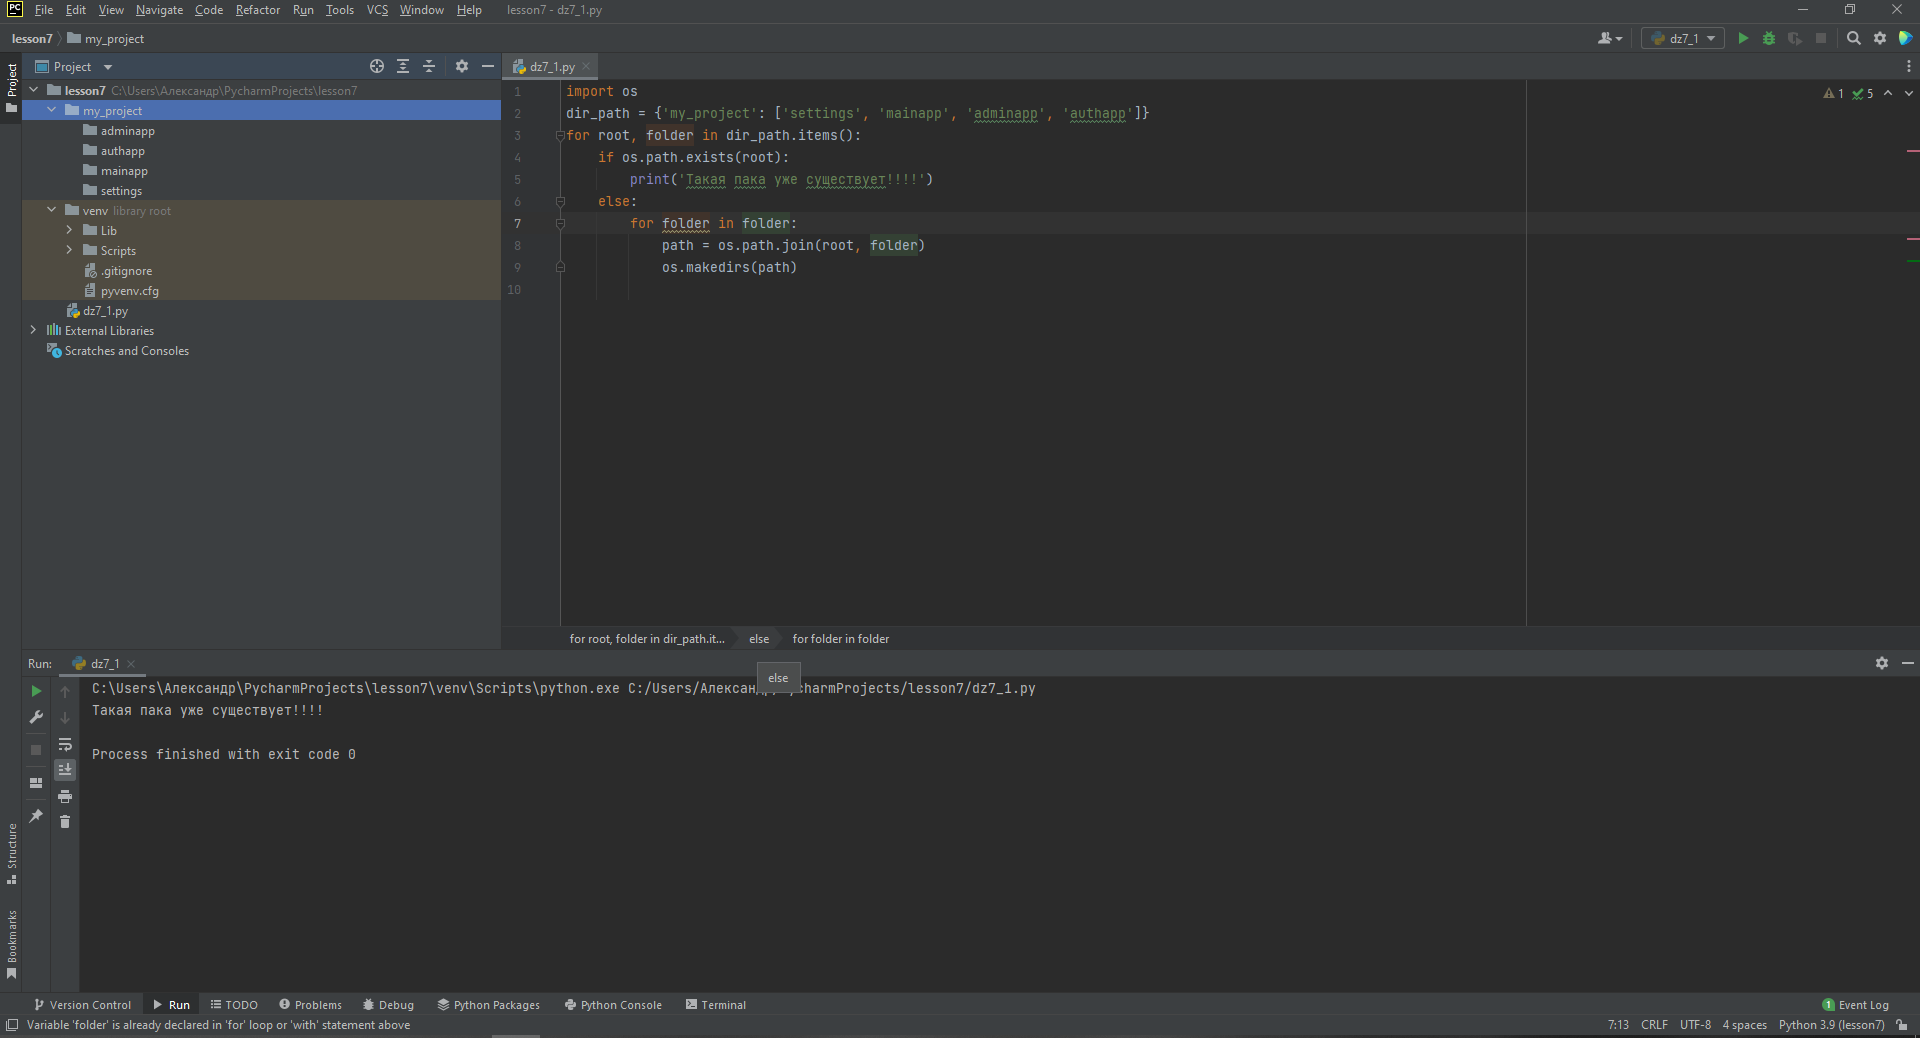 PC File Edit View Navigate Code Refactor Run Tools VCS Window Help lesson7 - dz7_1.py
lesson7 my_project dz7_1
Project
Project
dz7_1.py
lesson7 C:\Users\Александр\PycharmProjects\lesson7
my_project
adminapp
authapp
mainapp
settings
venv library root
Lib
Scripts
.gitignore
pyvenv.cfg
dz7_1.py
External Libraries
Scratches and Consoles
1 import os
2 dir_path = {'my_project': ['settings', 'mainapp', 'adminapp', 'authapp']}
3 for root, folder in dir_path.items():
4 if os.path.exists(root):
5 print('Такая пака уже существует!!!!')
6 else:
7 for folder in folder:
8 path = os.path.join(root, folder)
9 os.makedirs(path)
10
1 5
for root, folder in dir_path.it... else for folder in folder
Run: dz7_1
else
C:\Users\Александр\PycharmProjects\lesson7\venv\Scripts\python.exe C:/Users/Алексан charmProjects/lesson7/dz7_1.py
Такая пака уже существует!!!!
Process finished with exit code 0
Structure
Bookmarks
Version Control Run TODO Problems Debug Python Packages Python Console Terminal 1 Event Log
Variable 'folder' is already declared in 'for' loop or 'with' statement above 7:13 CRLF UTF-8 4 spaces Python 3.9 (lesson7)